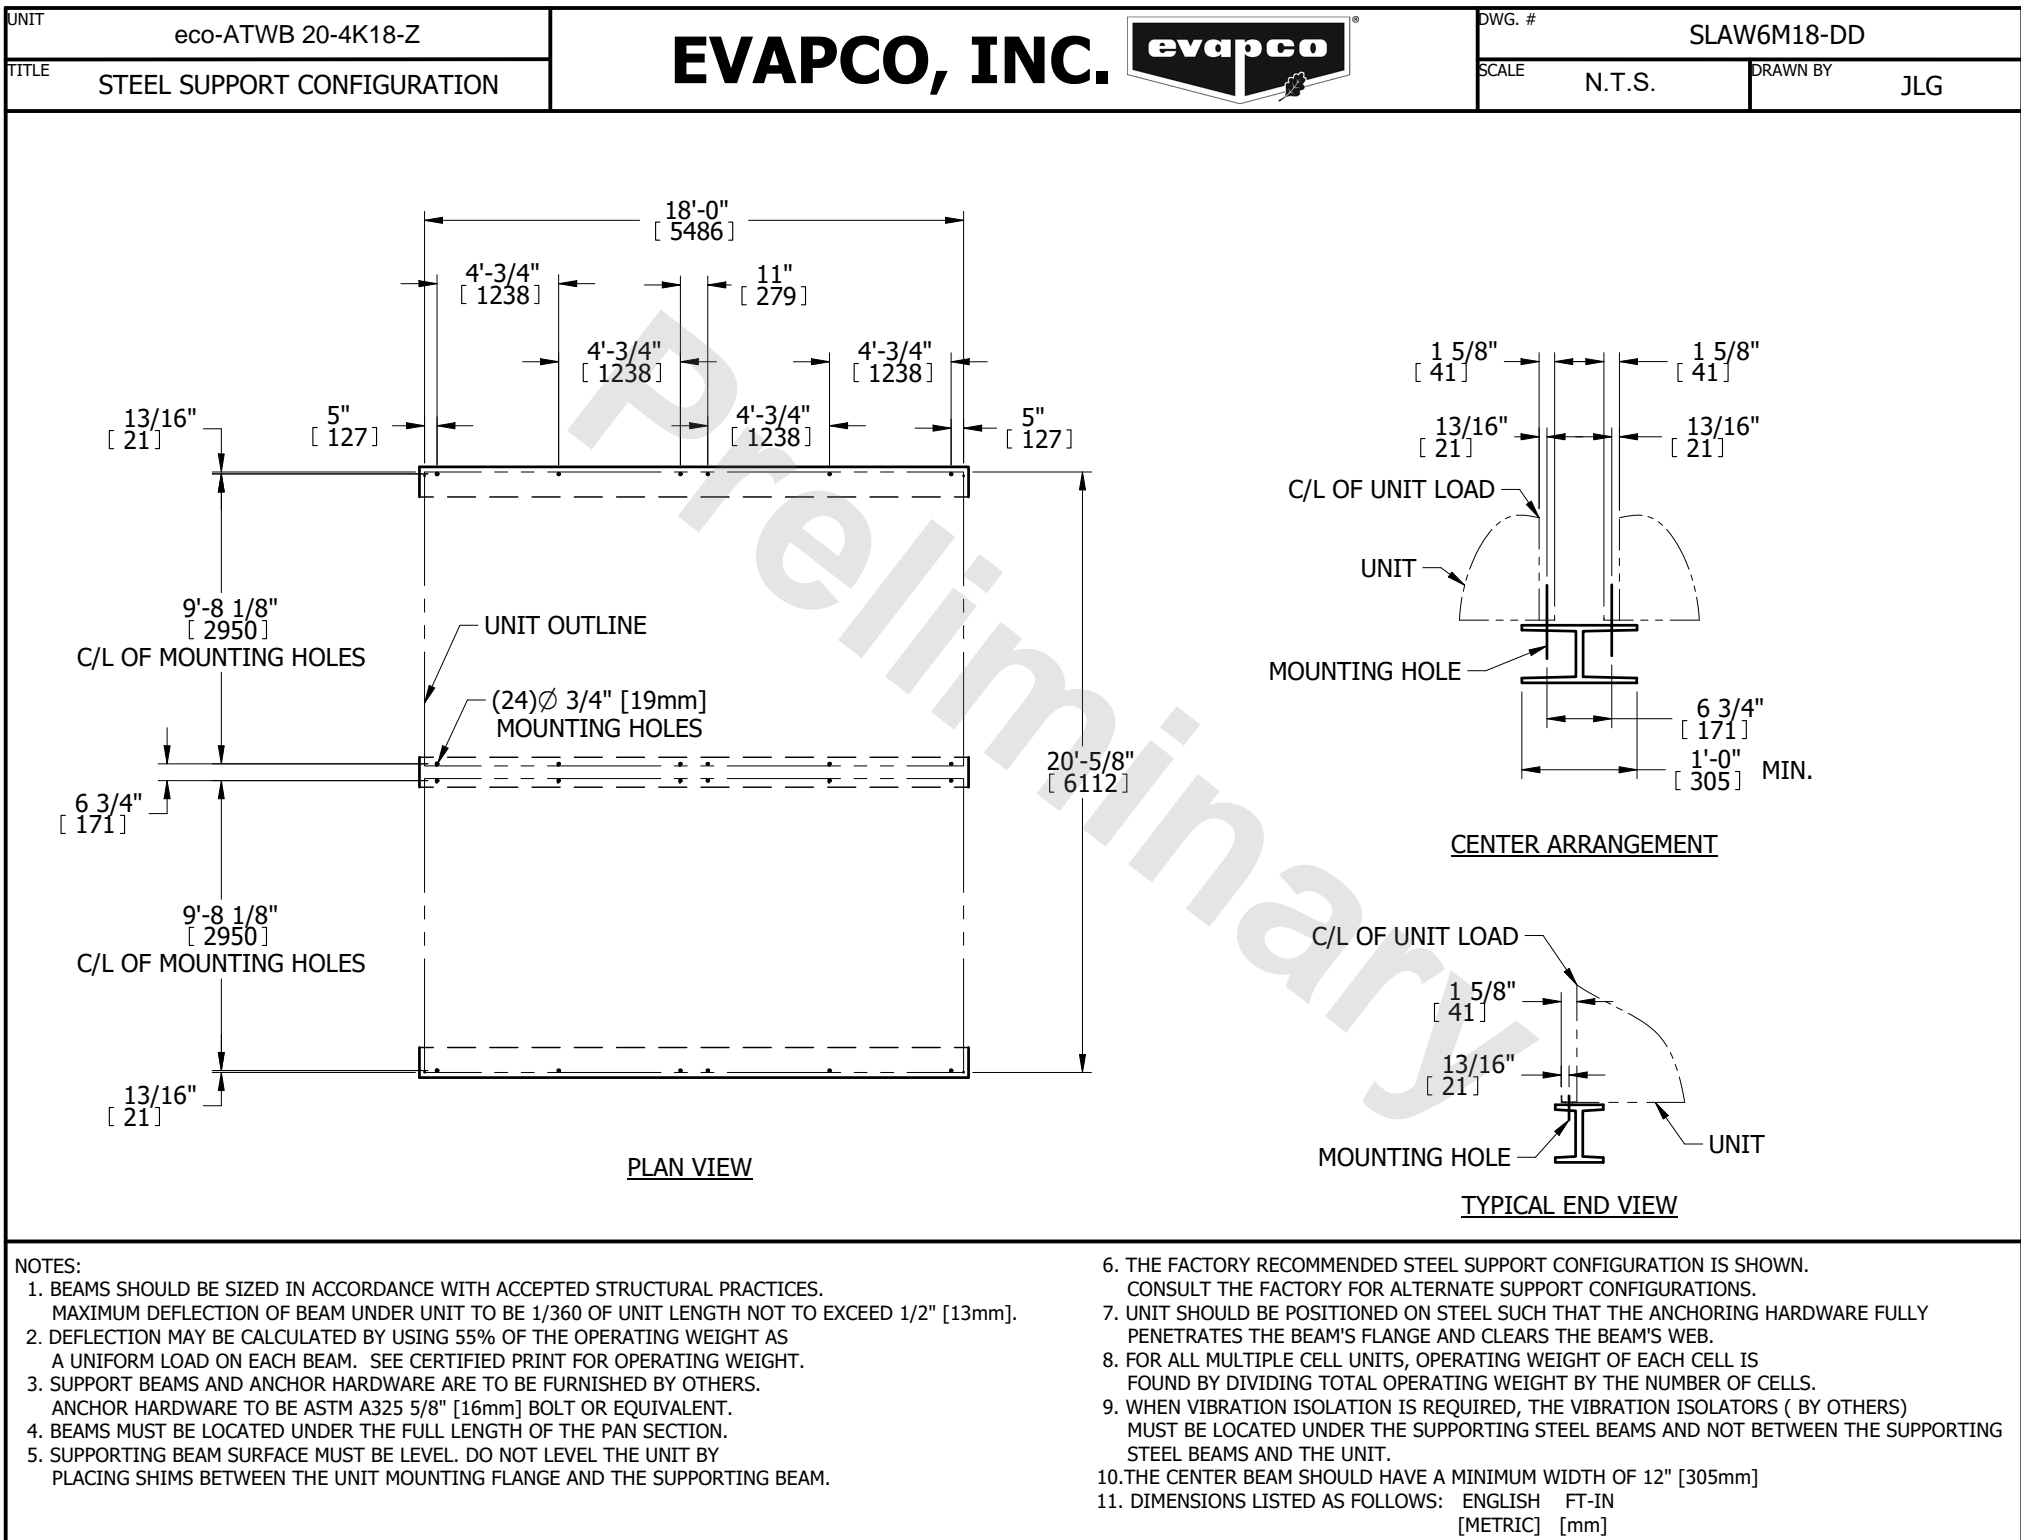 UNIT
eco-ATWB 20-4K18-Z
TITLE
STEEL SUPPORT CONFIGURATION
EVAPCO, INC.
evapco
®
DWG. #
SLAW6M18-DD
SCALE
N.T.S.
DRAWN BY
JLG
18'-0"
[ 5486 ]
4'-3/4"
[ 1238 ]
11"
[ 279 ]
4'-3/4"
[ 1238 ]
4'-3/4"
[ 1238 ]
13/16"
[ 21 ]
5"
[ 127 ]
4'-3/4"
[ 1238 ]
5"
[ 127 ]
9'-8 1/8"
[ 2950 ]
C/L OF MOUNTING HOLES
UNIT OUTLINE
(24)Ø 3/4" [19mm]
MOUNTING HOLES
6 3/4"
[ 171 ]
20'-5/8"
[ 6112 ]
9'-8 1/8"
[ 2950 ]
C/L OF MOUNTING HOLES
13/16"
[ 21 ]
PLAN VIEW
Preliminary
1 5/8"
[ 41 ]
1 5/8"
[ 41 ]
13/16"
[ 21 ]
13/16"
[ 21 ]
C/L OF UNIT LOAD
UNIT
MOUNTING HOLE
6 3/4"
[ 171 ]
1'-0"
[ 305 ]
MIN.
CENTER ARRANGEMENT
C/L OF UNIT LOAD
1 5/8"
[ 41 ]
13/16"
[ 21 ]
MOUNTING HOLE
UNIT
TYPICAL END VIEW
NOTES:
1. BEAMS SHOULD BE SIZED IN ACCORDANCE WITH ACCEPTED STRUCTURAL PRACTICES.
MAXIMUM DEFLECTION OF BEAM UNDER UNIT TO BE 1/360 OF UNIT LENGTH NOT TO EXCEED 1/2" [13mm].
2. DEFLECTION MAY BE CALCULATED BY USING 55% OF THE OPERATING WEIGHT AS
A UNIFORM LOAD ON EACH BEAM. SEE CERTIFIED PRINT FOR OPERATING WEIGHT.
3. SUPPORT BEAMS AND ANCHOR HARDWARE ARE TO BE FURNISHED BY OTHERS.
ANCHOR HARDWARE TO BE ASTM A325 5/8" [16mm] BOLT OR EQUIVALENT.
4. BEAMS MUST BE LOCATED UNDER THE FULL LENGTH OF THE PAN SECTION.
5. SUPPORTING BEAM SURFACE MUST BE LEVEL. DO NOT LEVEL THE UNIT BY
PLACING SHIMS BETWEEN THE UNIT MOUNTING FLANGE AND THE SUPPORTING BEAM.
6. THE FACTORY RECOMMENDED STEEL SUPPORT CONFIGURATION IS SHOWN.
CONSULT THE FACTORY FOR ALTERNATE SUPPORT CONFIGURATIONS.
7. UNIT SHOULD BE POSITIONED ON STEEL SUCH THAT THE ANCHORING HARDWARE FULLY
PENETRATES THE BEAM'S FLANGE AND CLEARS THE BEAM'S WEB.
8. FOR ALL MULTIPLE CELL UNITS, OPERATING WEIGHT OF EACH CELL IS
FOUND BY DIVIDING TOTAL OPERATING WEIGHT BY THE NUMBER OF CELLS.
9. WHEN VIBRATION ISOLATION IS REQUIRED, THE VIBRATION ISOLATORS ( BY OTHERS)
MUST BE LOCATED UNDER THE SUPPORTING STEEL BEAMS AND NOT BETWEEN THE SUPPORTING
STEEL BEAMS AND THE UNIT.
10.THE CENTER BEAM SHOULD HAVE A MINIMUM WIDTH OF 12" [305mm]
11. DIMENSIONS LISTED AS FOLLOWS: ENGLISH FT-IN
[METRIC] [mm]